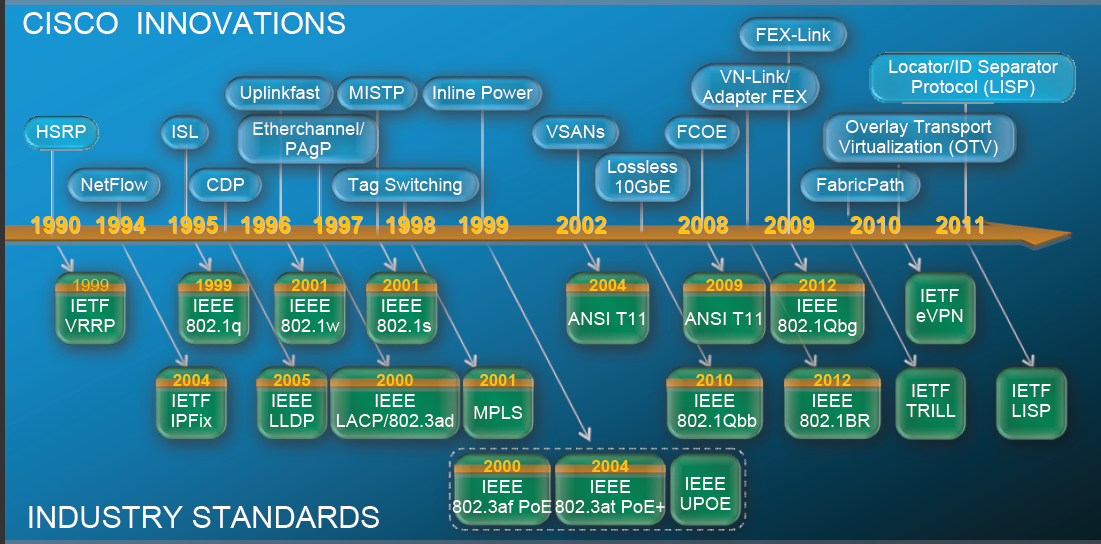 CISCO INNOVATIONS
FEX-Link
VN-Link/
Adapter FEX
Locator/ID Separator
Protocol (LISP)
Uplinkfast
MISTP
Inline Power
HSRP
ISL
Etherchannel/
PAgP
VSANs
FCOE
Overlay Transport
Virtualization (OTV)
NetFlow
CDP
Tag Switching
Lossless
10GbE
FabricPath
1990 1994 1995 1996 1997 1998 1999 2002 2008 2009 2010 2011
1999
IETF
VRRP
1999
IEEE
802.1q
2001
IEEE
802.1w
2001
IEEE
802.1s
2004
ANSI T11
2009
ANSI T11
2012
IEEE
802.1Qbg
IETF
eVPN
2004
IETF
IPFix
2005
IEEE
LLDP
2000
IEEE
LACP/802.3ad
2001
MPLS
2010
IEEE
802.1Qbb
2012
IEEE
802.1BR
IETF
TRILL
IETF
LISP
2000
IEEE
802.3af PoE
2004
IEEE
802.3at PoE+
IEEE
UPOE
INDUSTRY STANDARDS